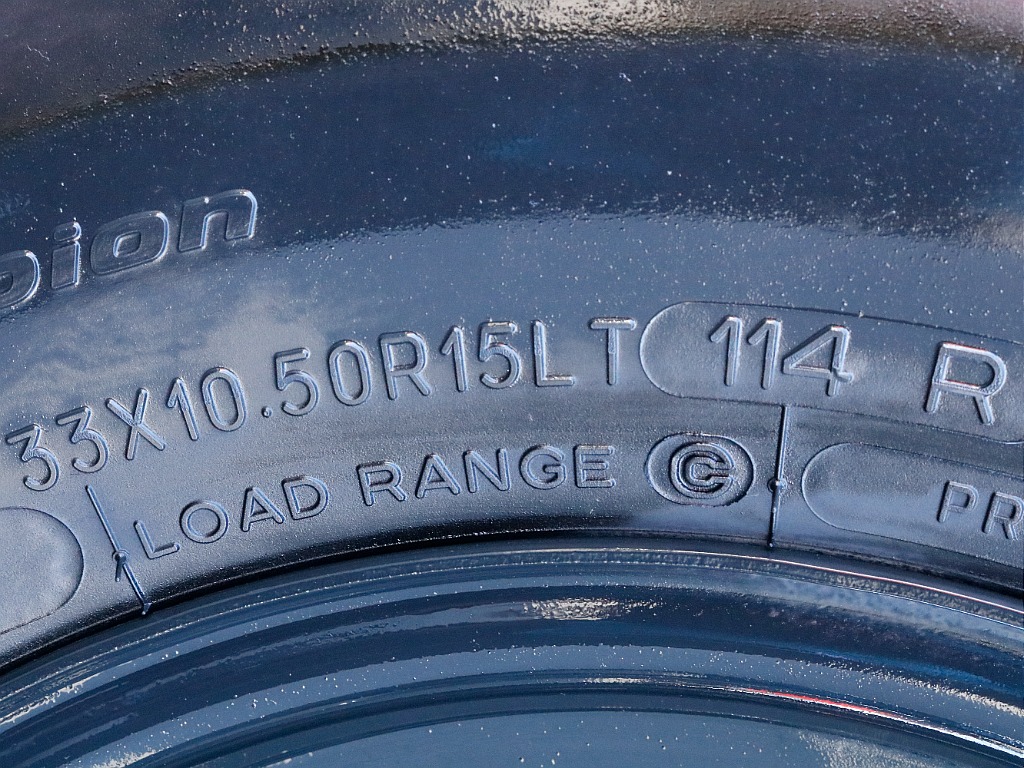 pion
33X10.50R15LT 114 R
LOAD RANGE C PR